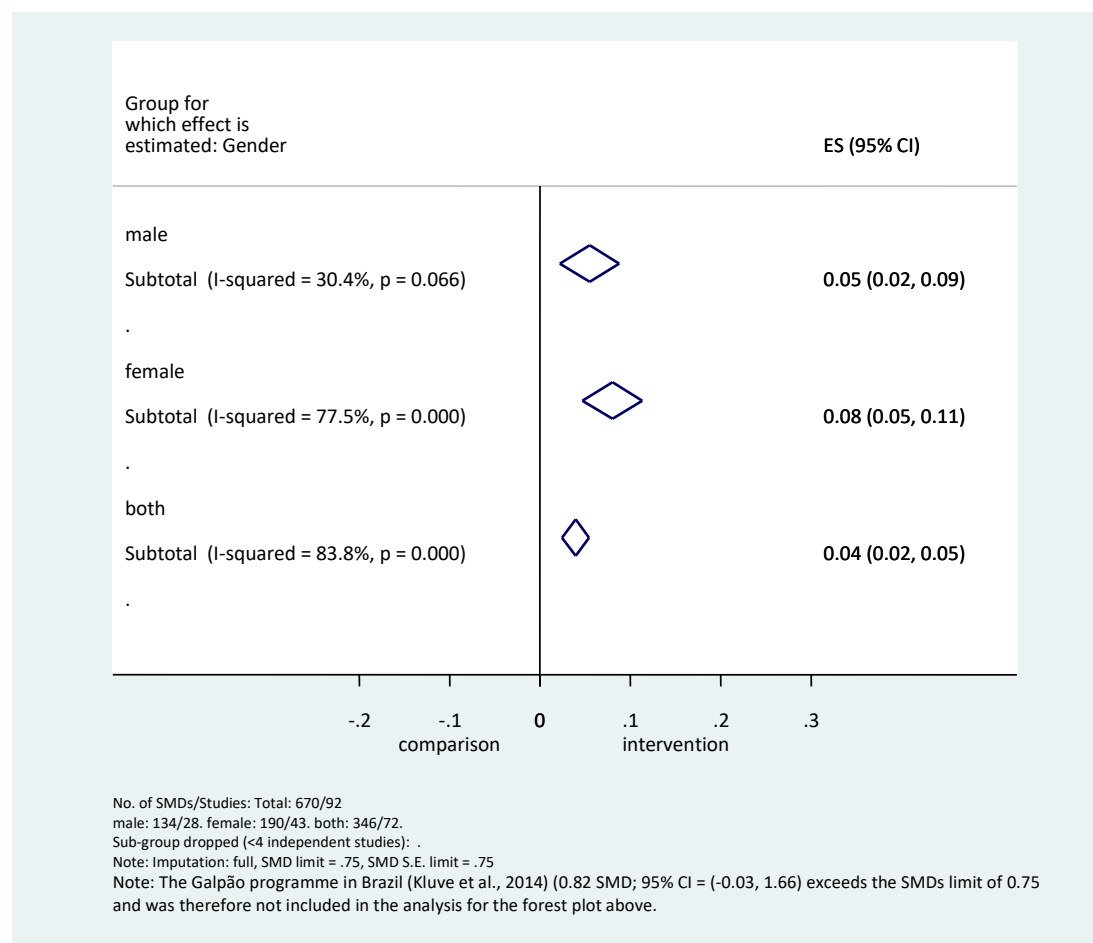 Group for
which effect is
estimated: Gender
ES (95% CI)
male
Subtotal (I-squared = 30.4%, p = 0.066)
0.05 (0.02, 0.09)
.
female
Subtotal (I-squared = 77.5%, p = 0.000)
0.08 (0.05, 0.11)
.
both
Subtotal (I-squared = 83.8%, p = 0.000)
0.04 (0.02, 0.05)
.
-.2 -.1 0 .1 .2 .3
comparison intervention
No. of SMDs/Studies: Total: 670/92
male: 134/28. female: 190/43. both: 346/72.
Sub-group dropped (<4 independent studies): .
Note: Imputation: full, SMD limit = .75, SMD S.E. limit = .75
Note: The Galpão programme in Brazil (Kluve et al., 2014) (0.82 SMD; 95% CI = (-0.03, 1.66) exceeds the SMDs limit of 0.75
and was therefore not included in the analysis for the forest plot above.